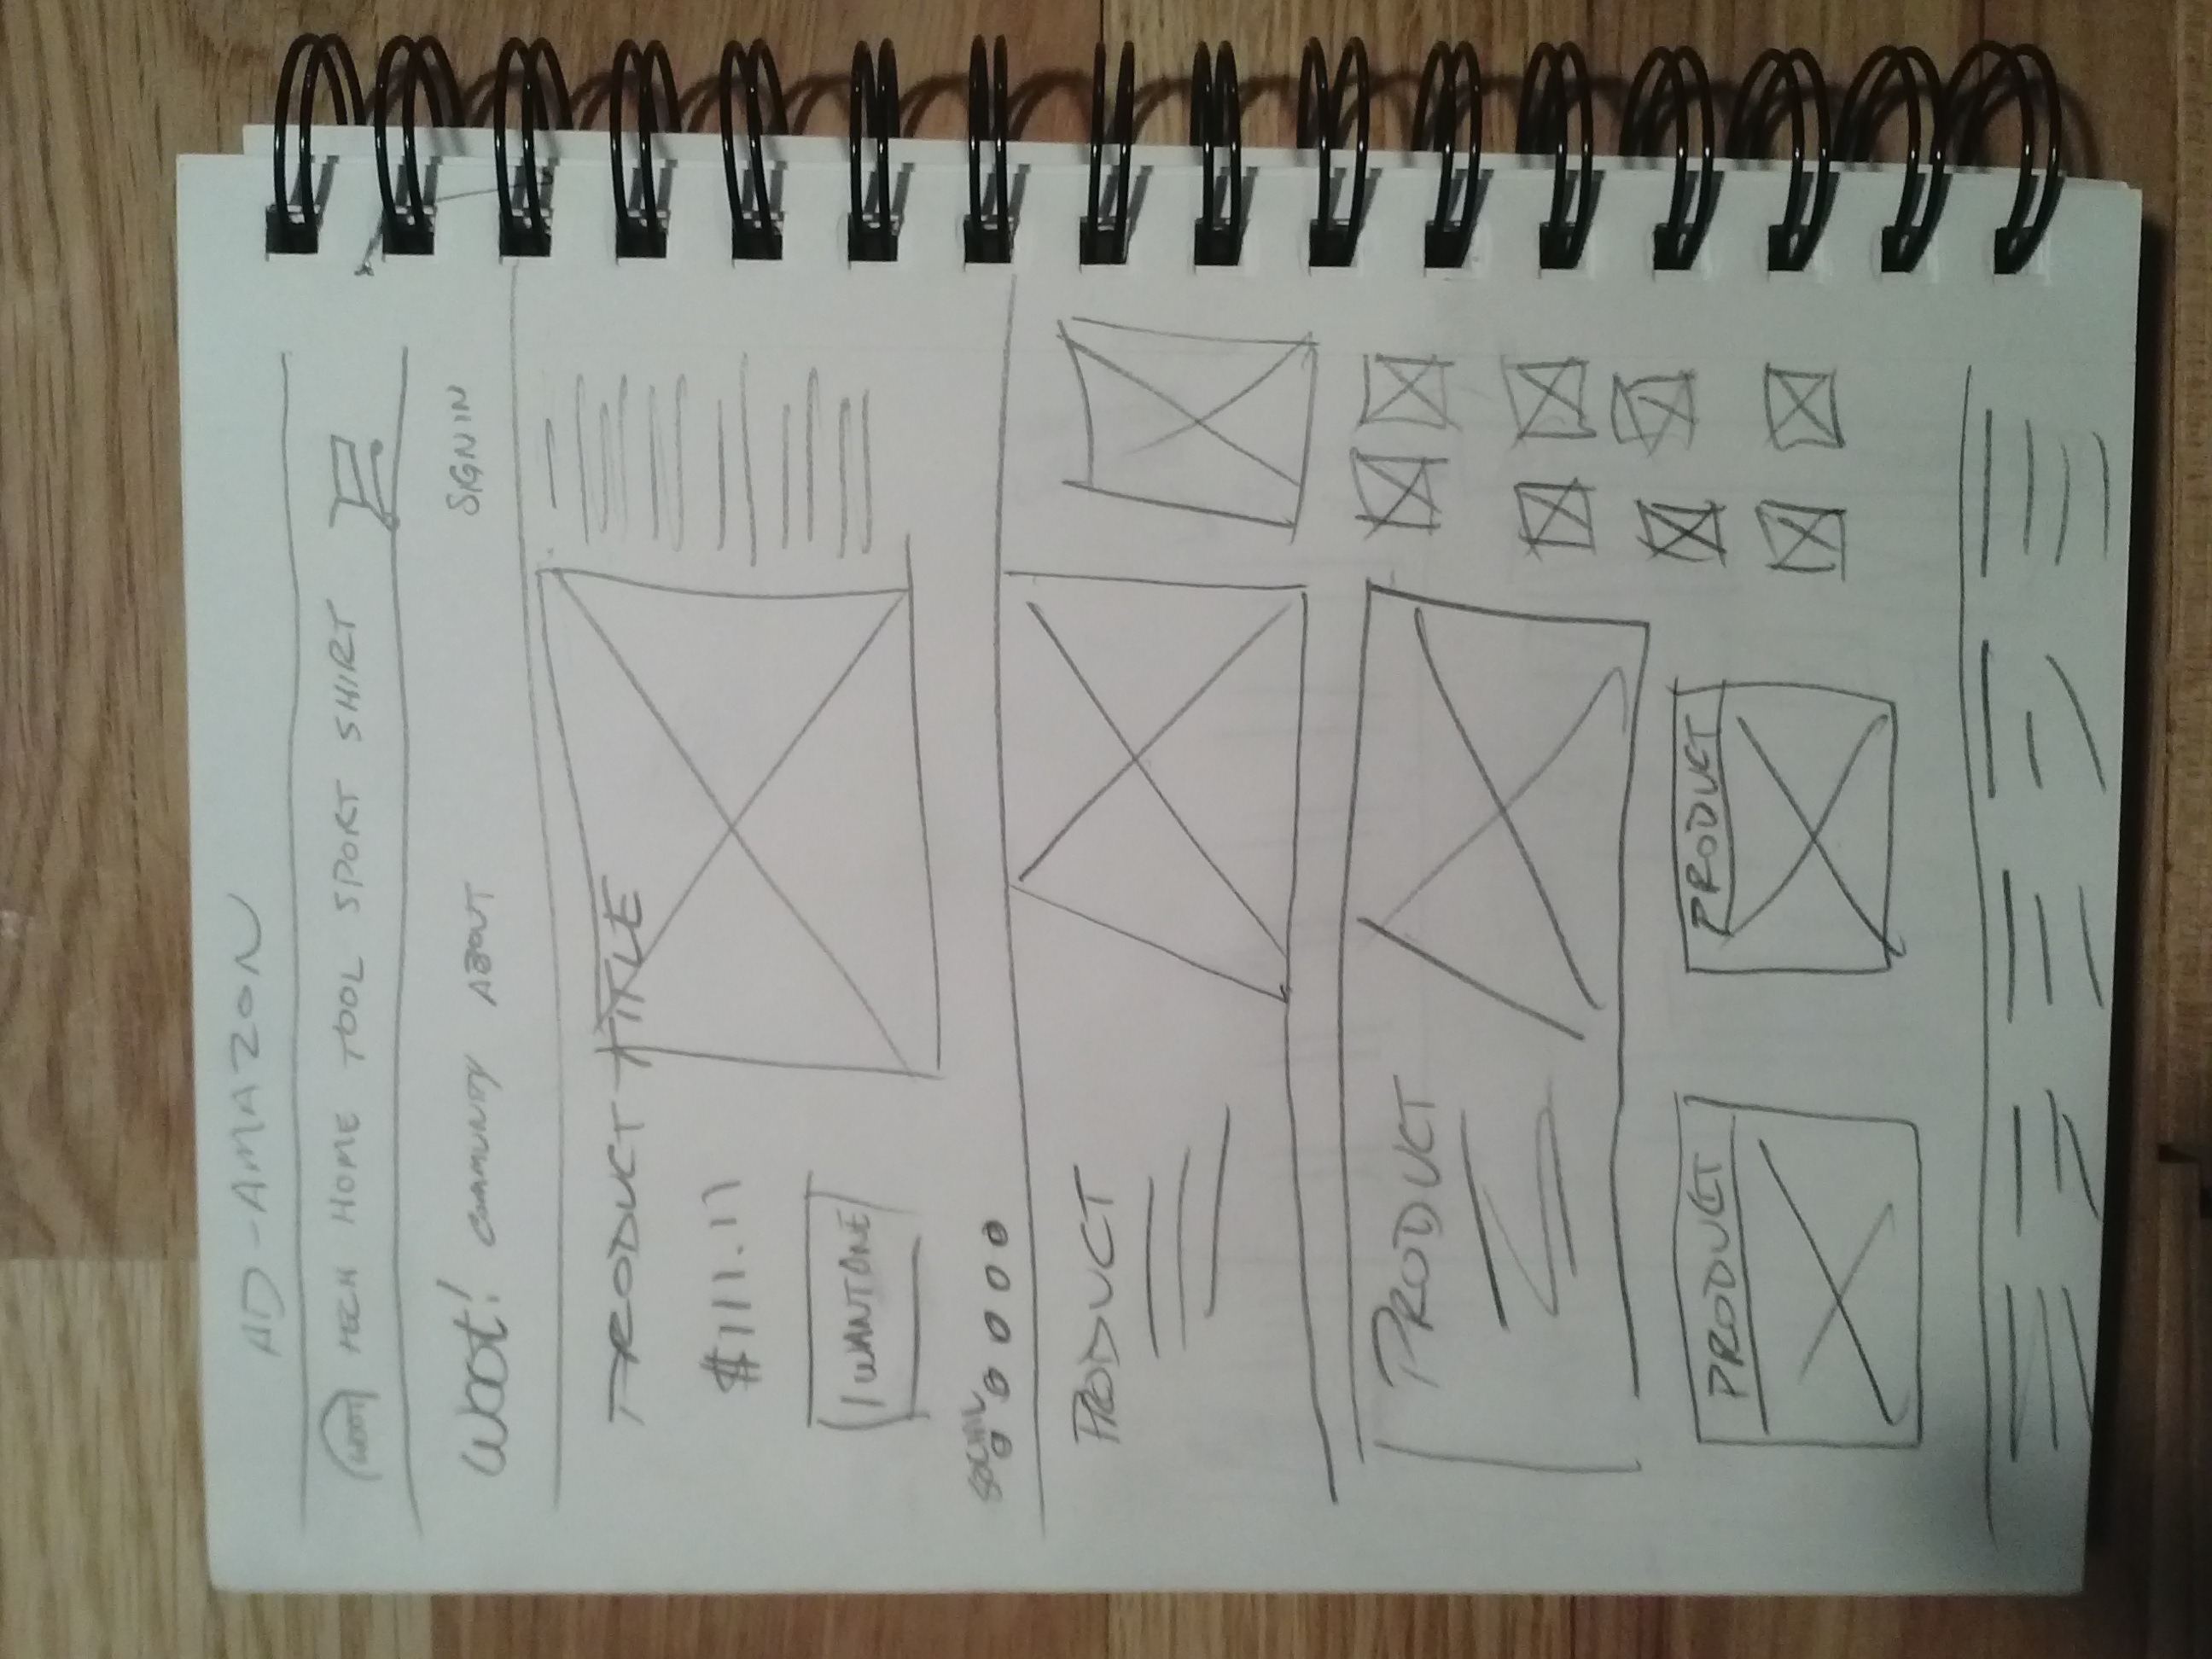 AD - AMAZON
woot TECH HOME TOOL SPORT SHIRT
woot! COMMUNITY ABOUT SIGN IN
PRODUCT TITLE
$111.11
I WANT ONE
SOCIAL
PRODUCT
PRODUCT
PRODUCT PRODUCT